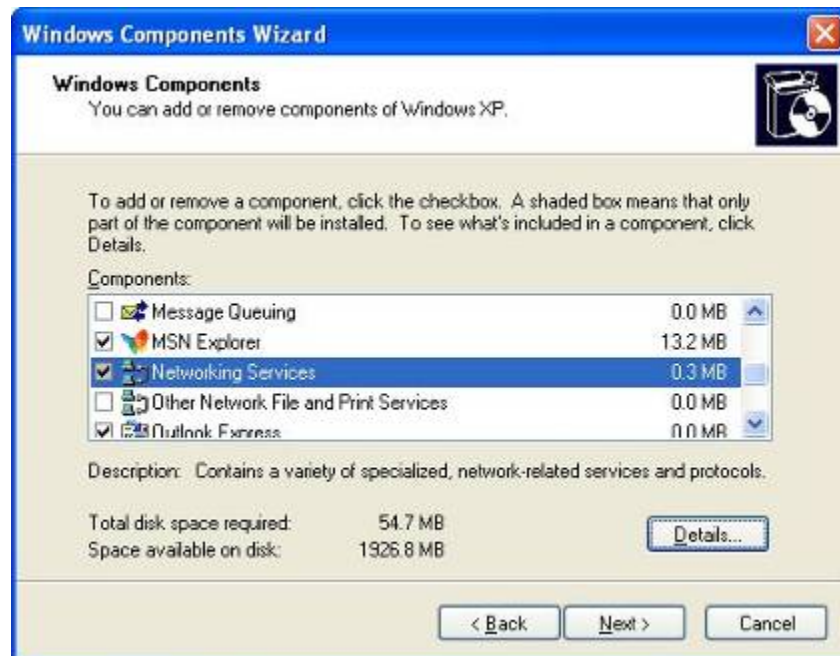 Windows Components Wizard
Windows Components
You can add or remove components of Windows XP.
To add or remove a component, click the checkbox. A shaded box means that only
part of the component will be installed. To see what's included in a component, click
Details.
Components:
Message Queuing 0.0 MB
MSN Explorer 13.2 MB
Networking Services 0.3 MB
Other Network File and Print Services 0.0 MB
Outlook Express 0.0 MB
Description: Contains a variety of specialized, network-related services and protocols.
Total disk space required: 54.7 MB
Space available on disk: 1926.8 MB
Details...
< Back Next > Cancel